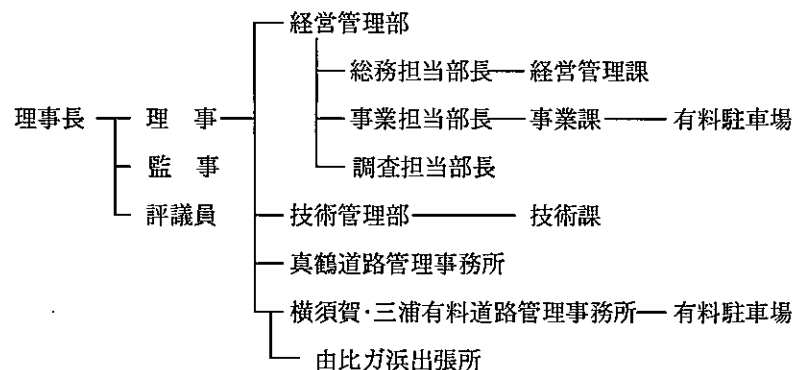 経営管理部
総務担当部長 経営管理課
理事長 理 事 事業担当部長 事業課 有料駐車場
監 事 調査担当部長
評議員 技術管理部 技術課
真鶴道路管理事務所
横須賀・三浦有料道路管理事務所 有料駐車場
由比ガ浜出張所